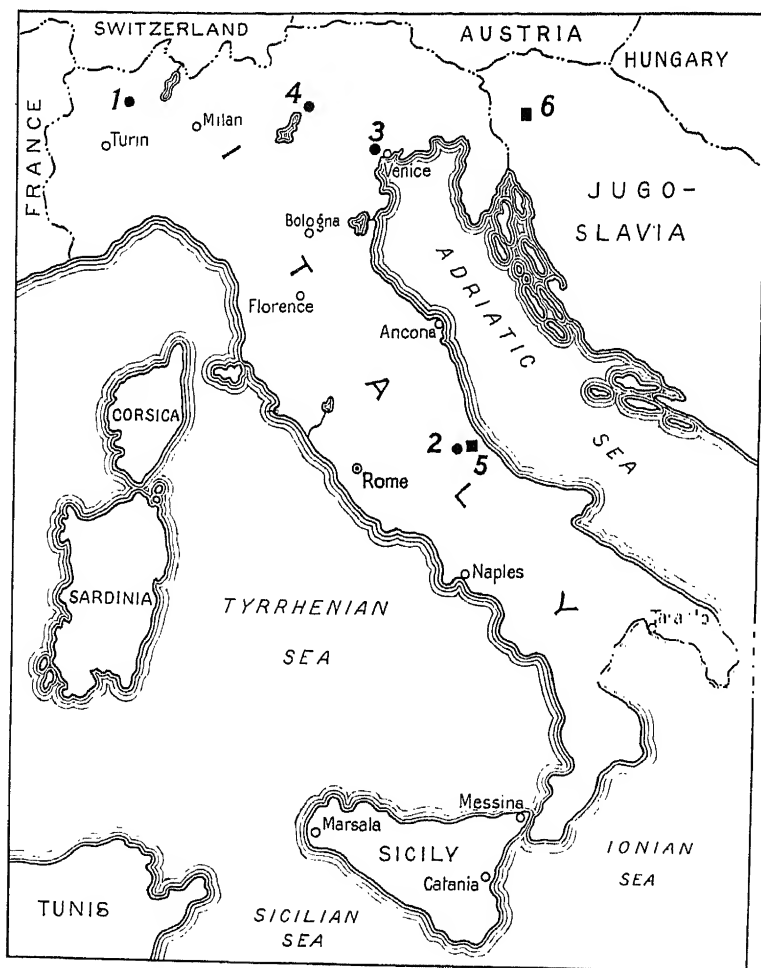 SWITZERLAND
AUSTRIA
HUNGARY
FRANCE
1
4
6
Milan
Turin
3
Venice
JUGO-
SLAVIA
Bologna
ADRIATIC
SEA
Florence
Ancona
ITALY
CORSICA
2
5
Rome
SARDINIA
Naples
TYRRHENIAN
SEA
Messina
Marsala
SICILY
Catania
IONIAN
SEA
TUNIS
SICILIAN
SEA